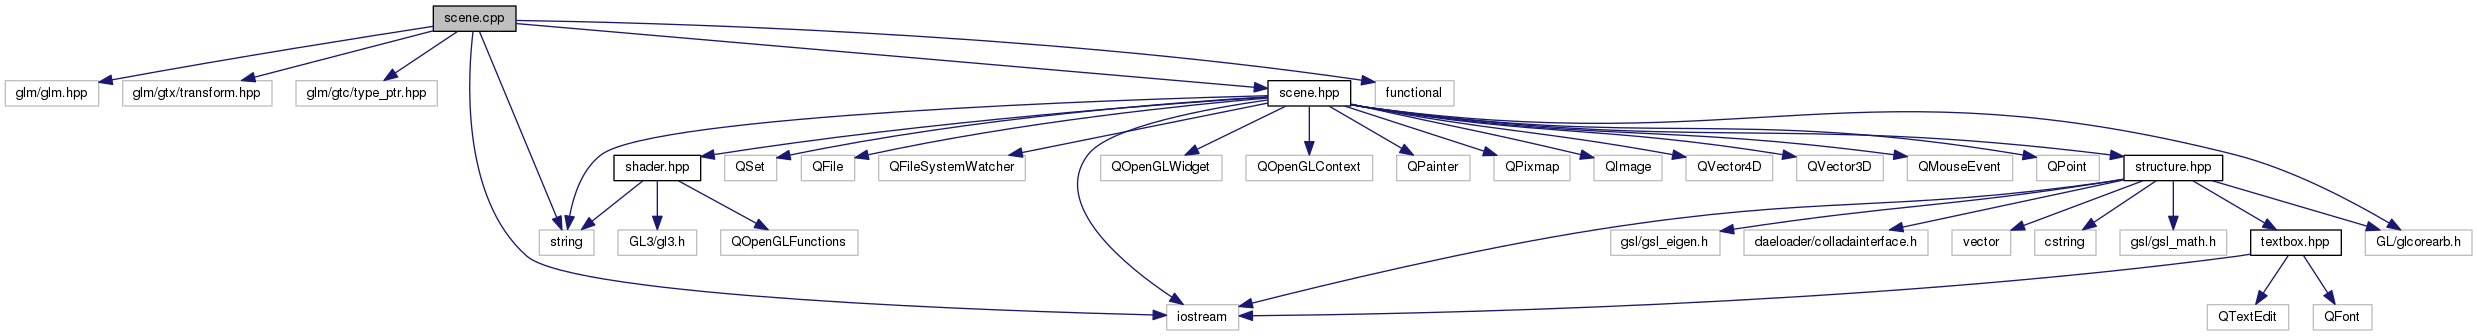 scene.cpp
glm/glm.hpp
glm/gtx/transform.hpp
glm/gtc/type_ptr.hpp
scene.hpp
functional
shader.hpp
QSet
QFile
QFileSystemWatcher
QOpenGLWidget
QOpenGLContext
QPainter
QPixmap
QImage
QVector4D
QVector3D
QMouseEvent
QPoint
structure.hpp
string
GL3/gl3.h
QOpenGLFunctions
gsl/gsl_eigen.h
daeloader/colladainterface.h
vector
cstring
gsl/gsl_math.h
textbox.hpp
GL/glcorearb.h
iostream
QTextEdit
QFont